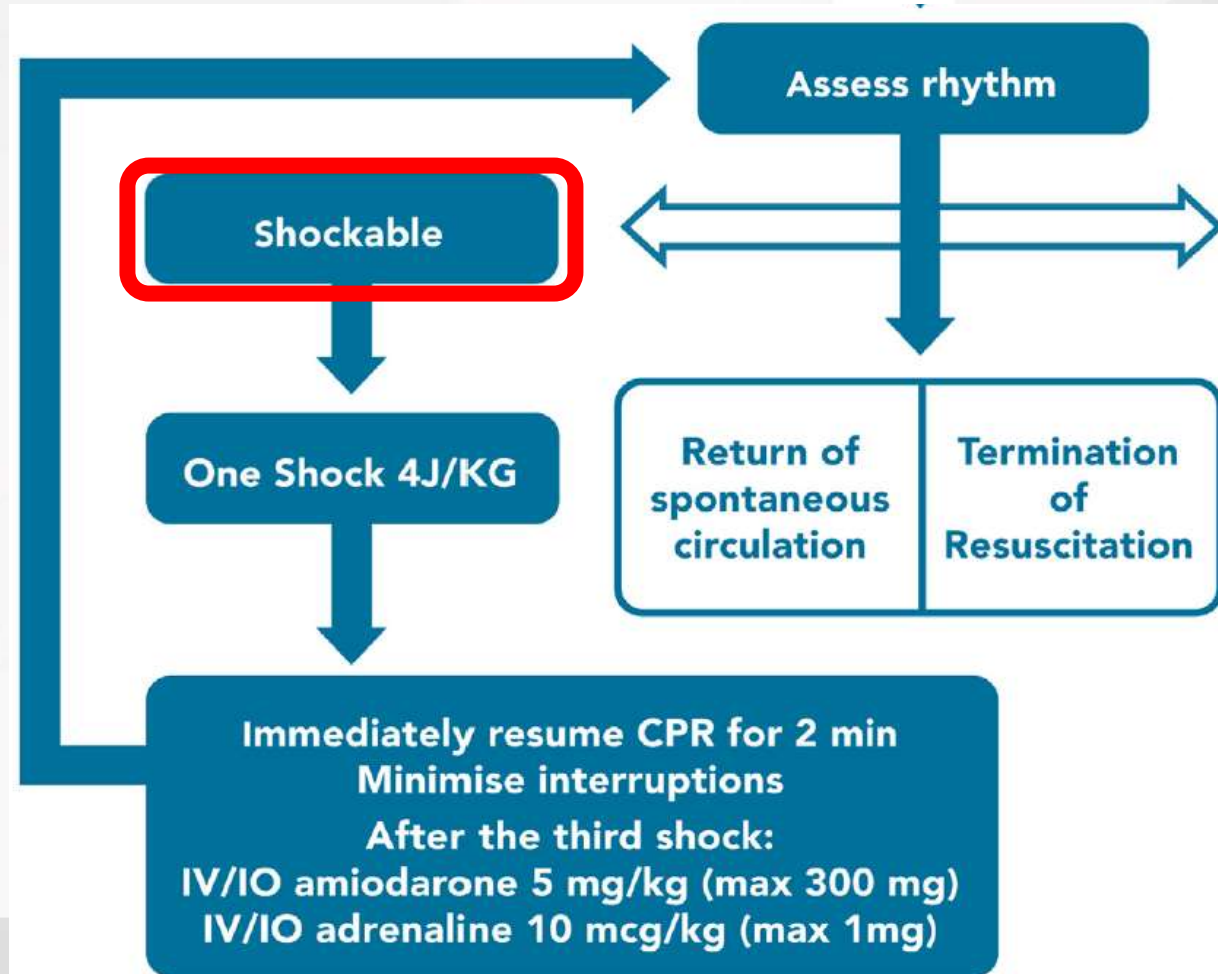 Assess rhythm
Shockable
One Shock 4J/KG
Return of
spontaneous
circulation
Termination
of
Resuscitation
Immediately resume CPR for 2 min
Minimise interruptions
After the third shock:
IV/IO amiodarone 5 mg/kg (max 300 mg)
IV/IO adrenaline 10 mcg/kg (max 1mg)